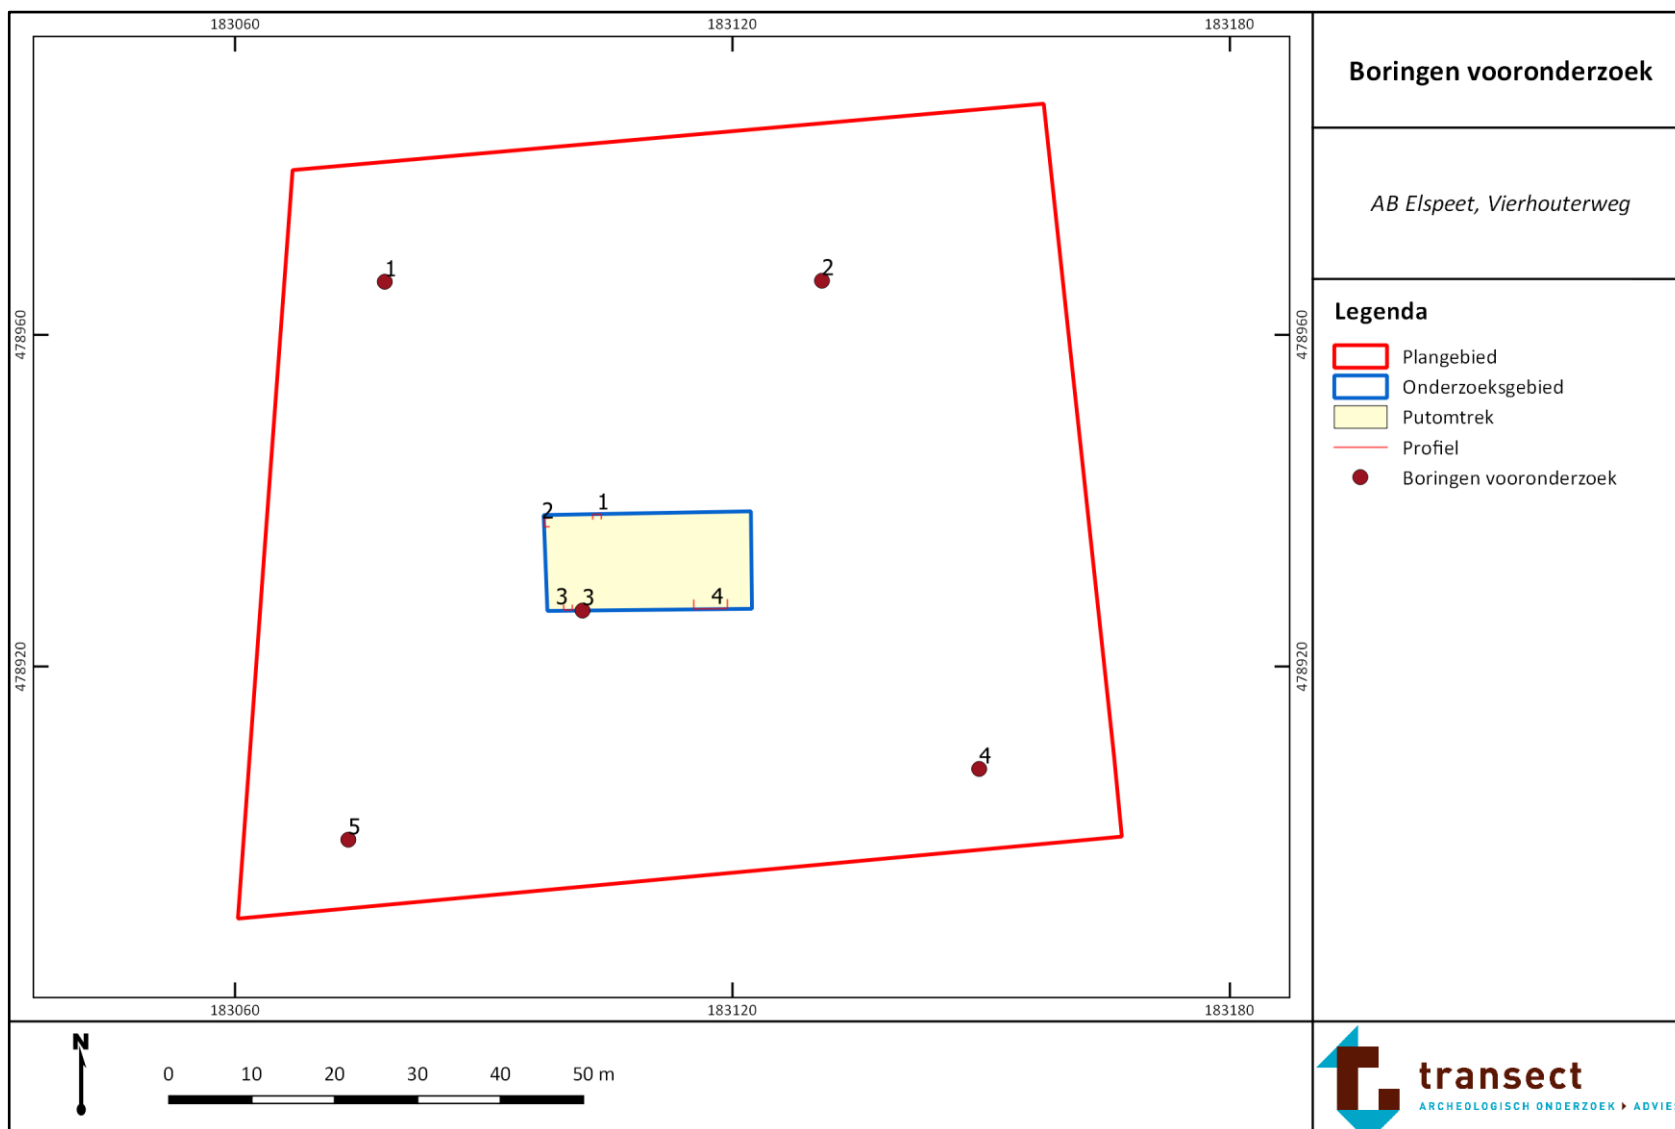 183060 183120 183180
Boringen vooronderzoek
AB Elspeet, Vierhouterweg
1 2
478960 478960
Legenda
Plangebied
Onderzoeksgebied
Putomtrek
Profiel
Boringen vooronderzoek
2 1
3 3 4
478920 478920
4
5
183060 183120 183180
N
0 10 20 30 40 50 m
transect
ARCHEOLOGISCH ONDERZOEK ADVIE